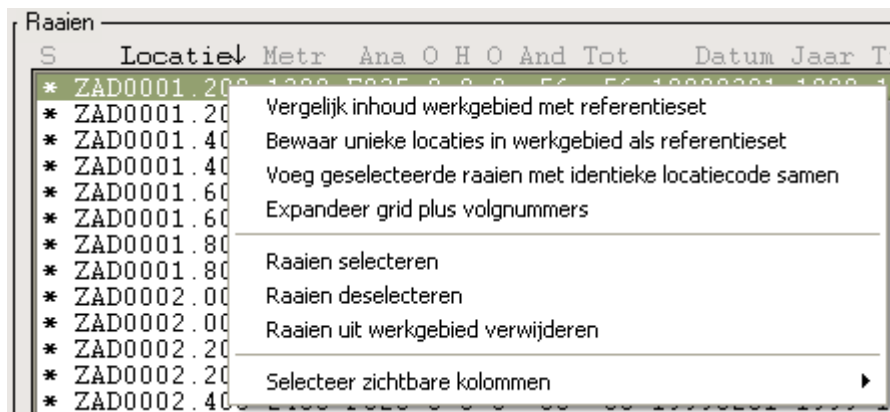 Raaien
S Locatie↓ Metr Ana O H O And Tot Datum Jaar T
* ZAD0001.200
* ZAD0001.20
* ZAD0001.40
* ZAD0001.40
* ZAD0001.60
* ZAD0001.60
* ZAD0001.80
* ZAD0001.80
* ZAD0002.00
* ZAD0002.00
* ZAD0002.20
* ZAD0002.20
* ZAD0002.400
Vergelijk inhoud werkgebied met referentieset
Bewaar unieke locaties in werkgebied als referentieset
Voeg geselecteerde raaien met identieke locatiecode samen
Expandeer grid plus volgnummers
Raaien selecteren
Raaien deselecteren
Raaien uit werkgebied verwijderen
Selecteer zichtbare kolommen